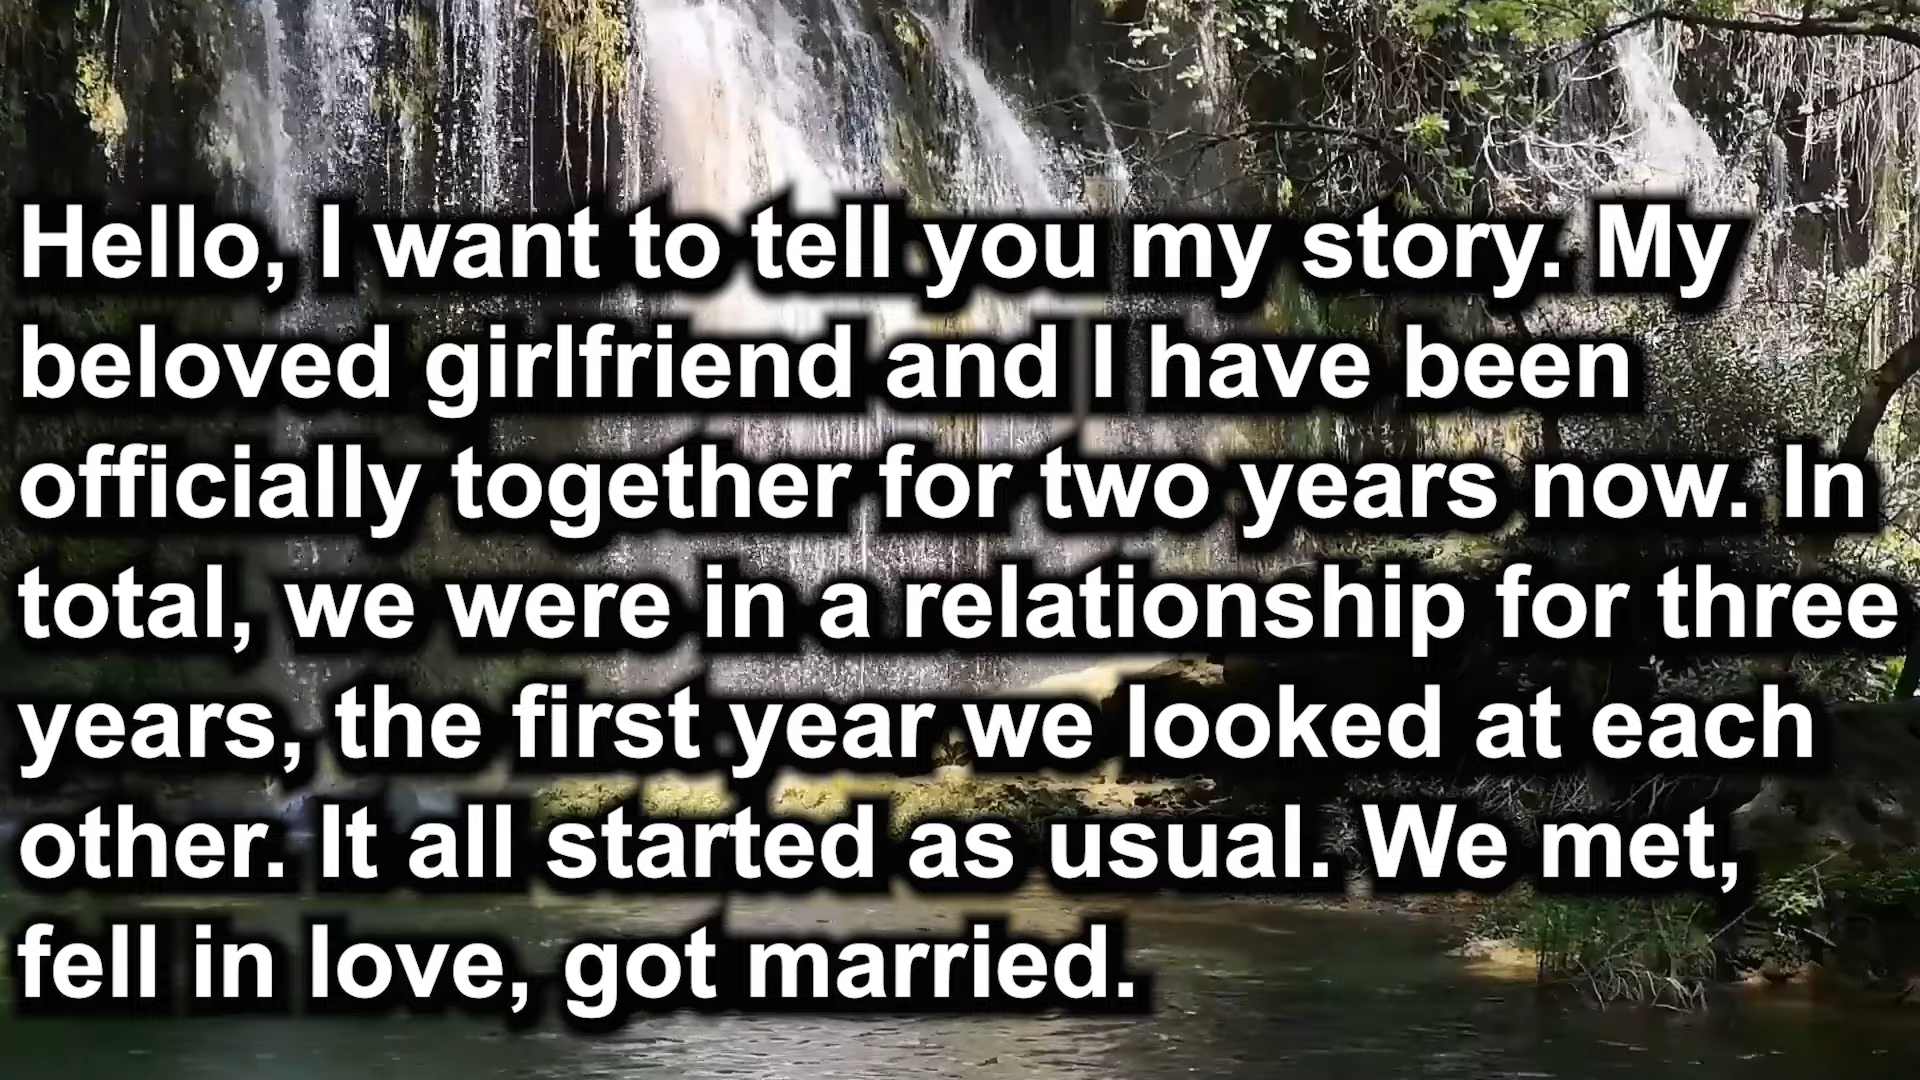 Hello, I want to tell you my story. My
beloved girlfriend and I have been
officially together for two years now. In
total, we were in a relationship for three
years, the first year we looked at each
other. It all started as usual. We met,
fell in love, got married.